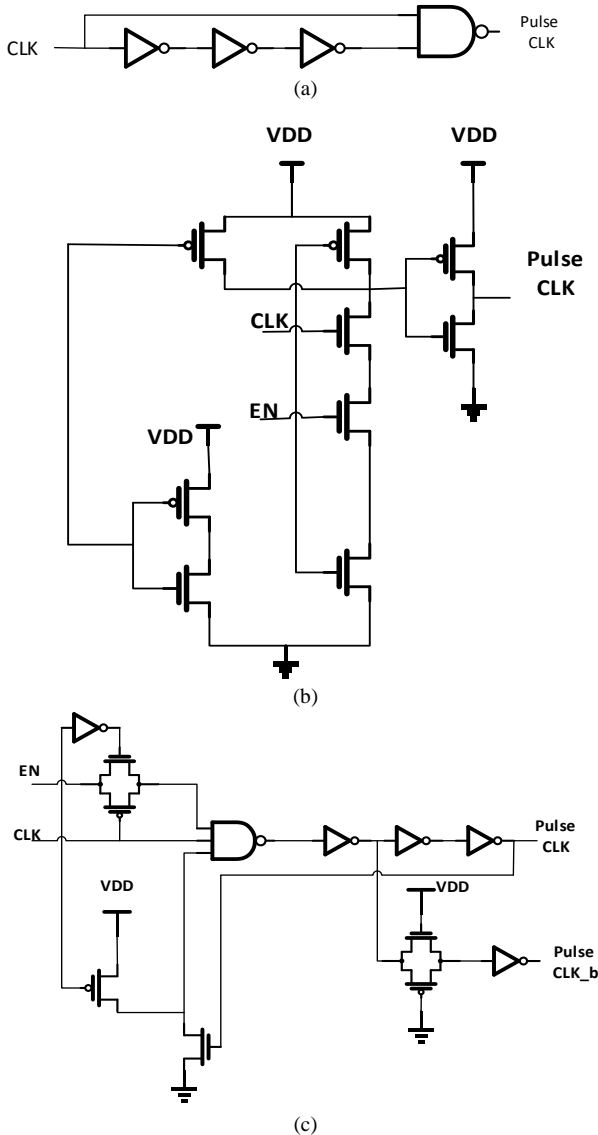 CLK
Pulse
CLK
(a)
VDD
VDD
Pulse
CLK
CLK
EN
VDD
(b)
EN
CLK
VDD
Pulse
CLK
VDD
Pulse
CLK_b
(c)